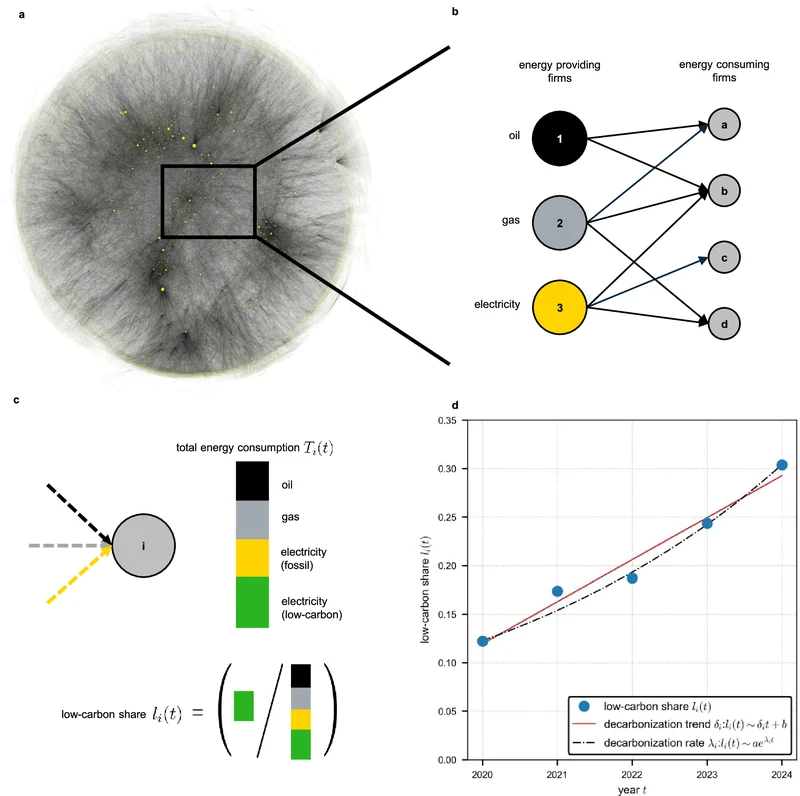 a
b
energy providing
firms
energy consuming
firms
oil
1
a
b
gas
2
c
electricity
3
d
c
total energy consumption T_i(t)
oil
gas
electricity
(fossil)
electricity
(low-carbon)
i
low-carbon share l_i(t) = ( / )
d
0.35
0.30
0.25
0.20
0.15
0.10
0.05
0.00
low-carbon share l_i(t)
low-carbon share l_i(t)
decarbonization trend δ_i: l_i(t) ~ δ_i t + b
decarbonization rate λ_i: l_i(t) ~ ae^{λ_i t}
2020
2021
2022
2023
2024
year t